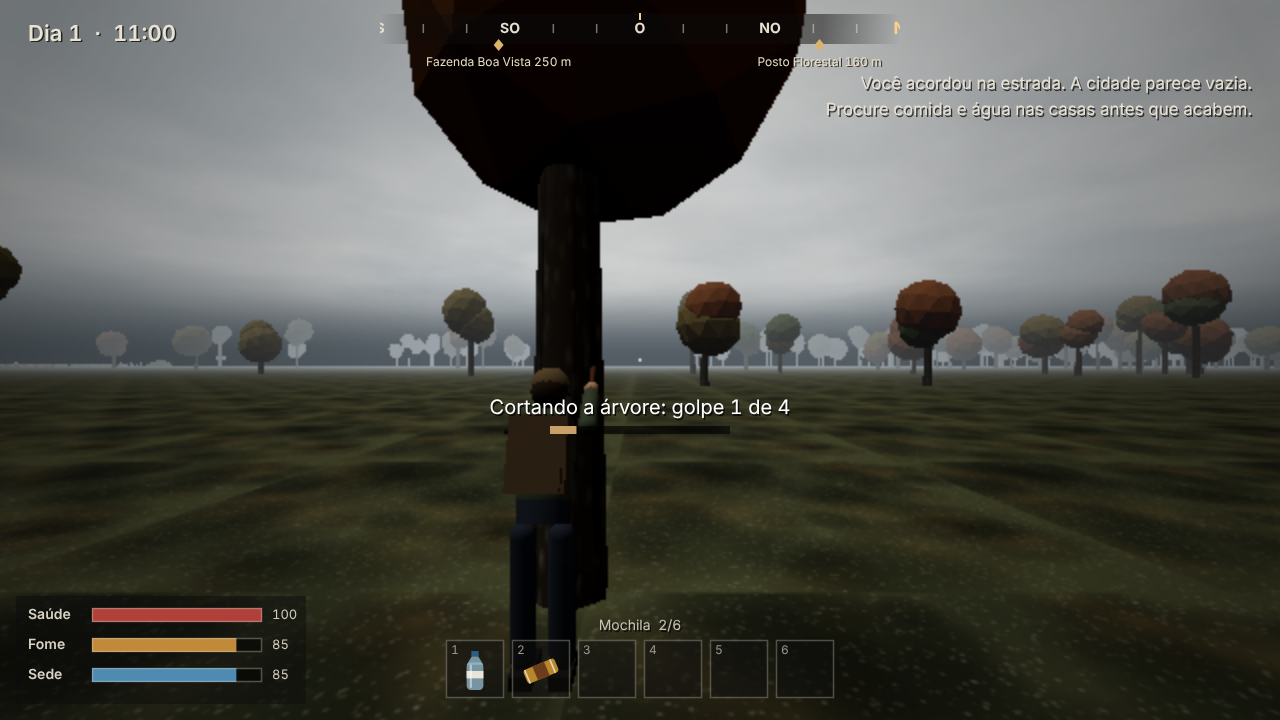 Dia 1 · 11:00
S SO O NO N
Fazenda Boa Vista 250 m
Posto Florestal 160 m
Você acordou na estrada. A cidade parece vazia.
Procure comida e água nas casas antes que acabem.
Cortando a árvore: golpe 1 de 4
Saúde 100
Fome 85
Sede 85
Mochila 2/6
1 2 3 4 5 6